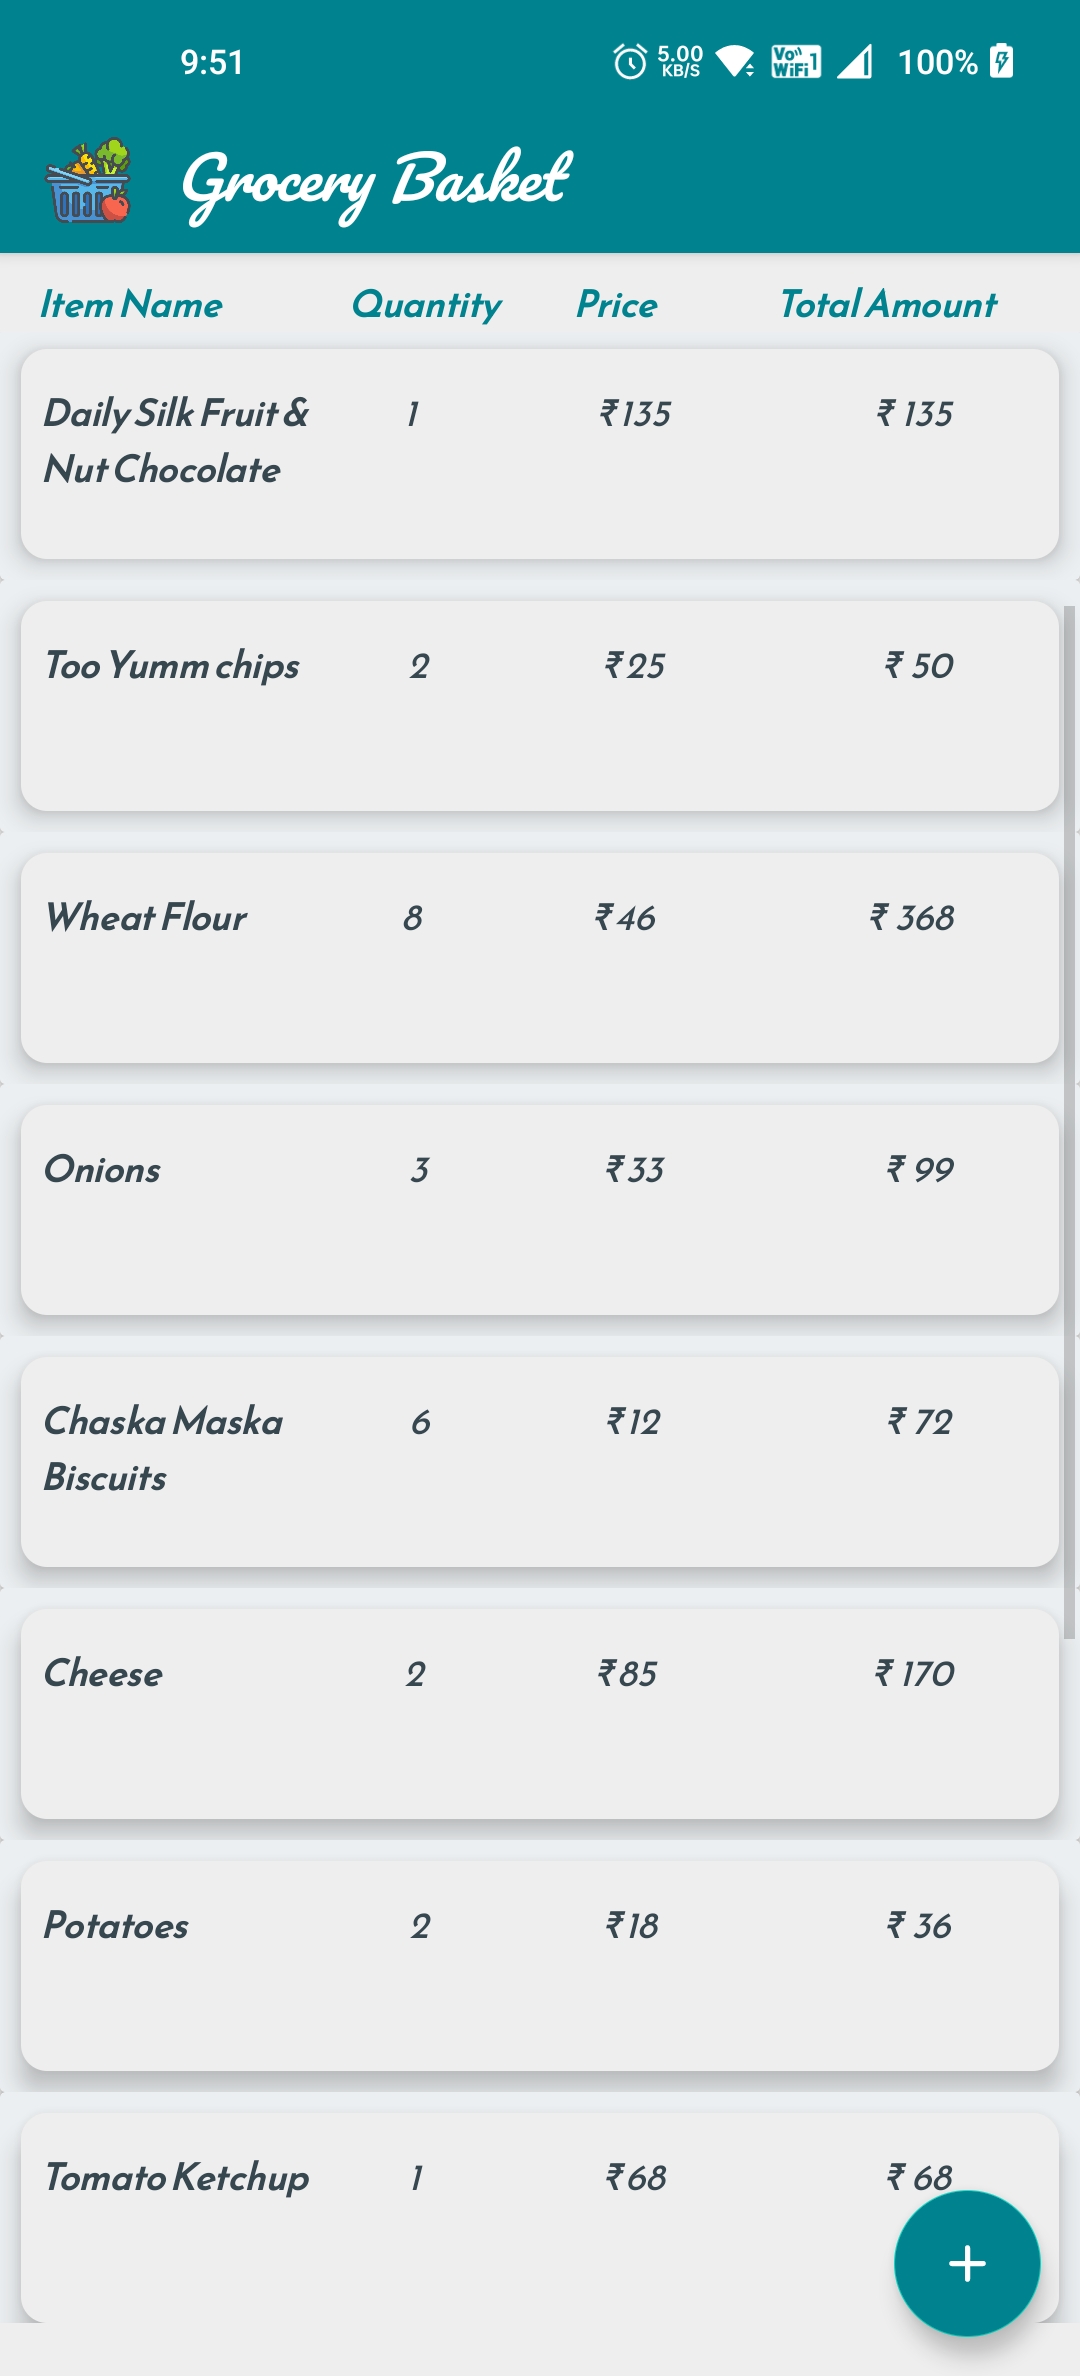 9:51 5.00 KB/S Vo WiFi 1 100%
Grocery Basket
Item Name Quantity Price Total Amount
Daily Silk Fruit & 1 ₹135 ₹ 135
Nut Chocolate
Too Yumm chips 2 ₹25 ₹ 50
Wheat Flour 8 ₹46 ₹ 368
Onions 3 ₹33 ₹ 99
Chaska Maska 6 ₹12 ₹ 72
Biscuits
Cheese 2 ₹85 ₹ 170
Potatoes 2 ₹18 ₹ 36
Tomato Ketchup 1 ₹68 ₹ 68
+